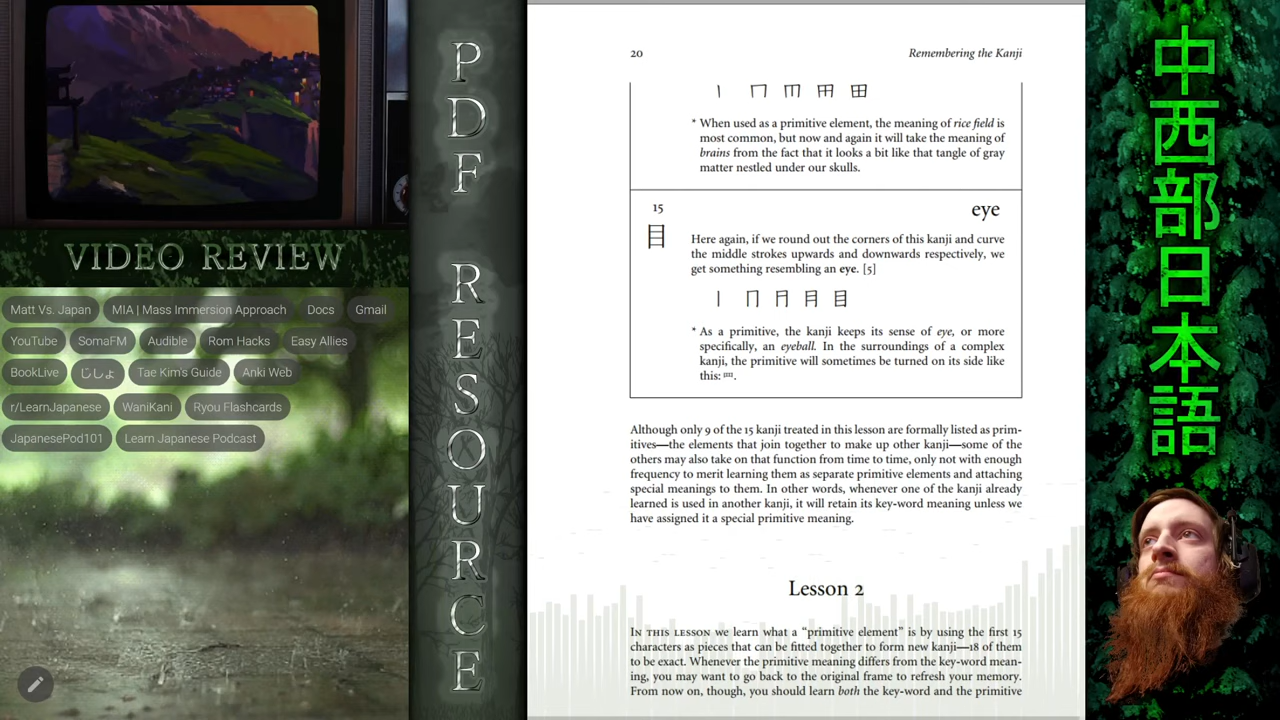 VIDEO REVIEW
Matt Vs. Japan
MIA | Mass Immersion Approach
Docs
Gmail
YouTube
SomaFM
Audible
Rom Hacks
Easy Allies
BookLive
じしょ
Tae Kim's Guide
Anki Web
r/LearnJapanese
WaniKani
Ryou Flashcards
JapanesePod101
Learn Japanese Podcast
PDF RESOURCE
20
Remembering the Kanji
* When used as a primitive element, the meaning of rice field is
most common, but now and again it will take the meaning of
brains from the fact that it looks a bit like that tangle of gray
matter nestled under our skulls.
15
eye
目
Here again, if we round out the corners of this kanji and curve
the middle strokes upwards and downwards respectively, we
get something resembling an eye. [5]
* As a primitive, the kanji keeps its sense of eye, or more
specifically, an eyeball. In the surroundings of a complex
kanji, the primitive will sometimes be turned on its side like
this: 罒.
Although only 9 of the 15 kanji treated in this lesson are formally listed as prim-
itives—the elements that join together to make up other kanji—some of the
others may also take on that function from time to time, only not with enough
frequency to merit learning them as separate primitive elements and attaching
special meanings to them. In other words, whenever one of the kanji already
learned is used in another kanji, it will retain its key-word meaning unless we
have assigned it a special primitive meaning.
Lesson 2
In this lesson we learn what a “primitive element” is by using the first 15
characters as pieces that can be fitted together to form new kanji—18 of them
to be exact. Whenever the primitive meaning differs from the key-word mean-
ing, you may want to go back to the original frame to refresh your memory.
From now on, though, you should learn both the key-word and the primitive
中西部日本語